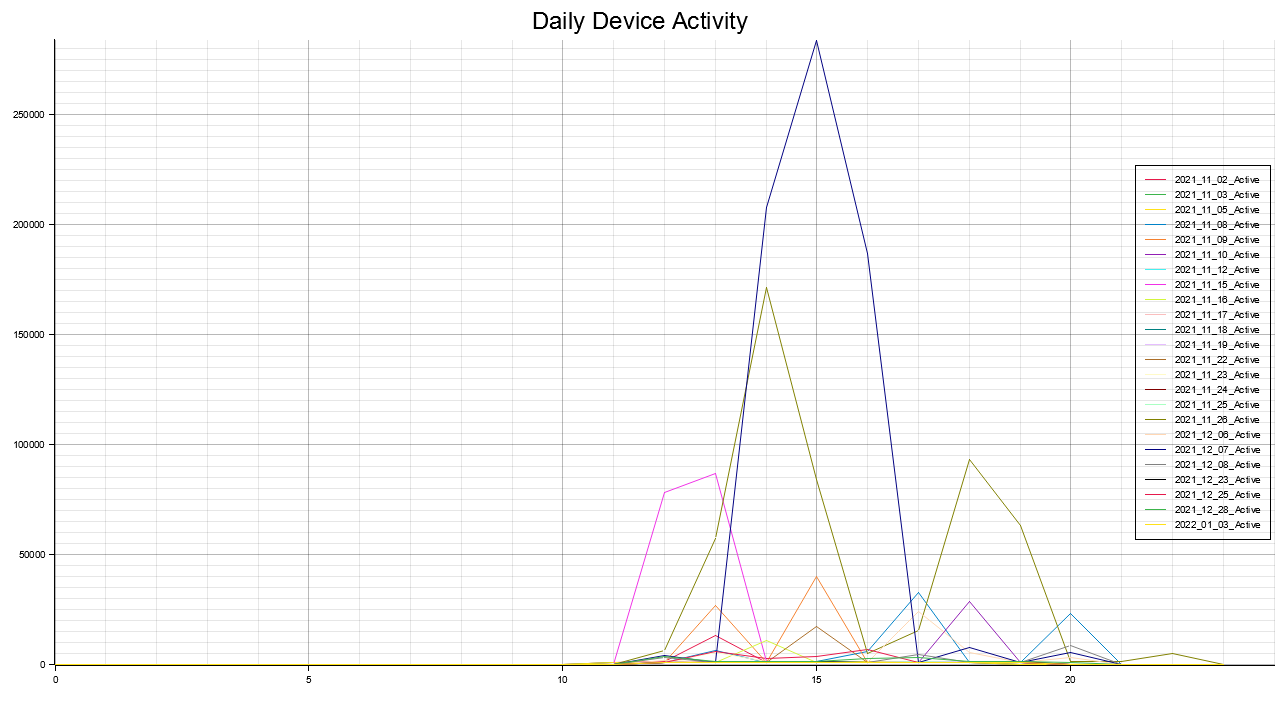 Daily Device Activity
250000
200000
150000
100000
50000
0
0
5
10
15
20
2021_11_02_Active
2021_11_03_Active
2021_11_05_Active
2021_11_08_Active
2021_11_09_Active
2021_11_10_Active
2021_11_12_Active
2021_11_15_Active
2021_11_16_Active
2021_11_17_Active
2021_11_18_Active
2021_11_19_Active
2021_11_22_Active
2021_11_23_Active
2021_11_24_Active
2021_11_25_Active
2021_11_26_Active
2021_12_06_Active
2021_12_07_Active
2021_12_08_Active
2021_12_23_Active
2021_12_25_Active
2021_12_28_Active
2022_01_03_Active